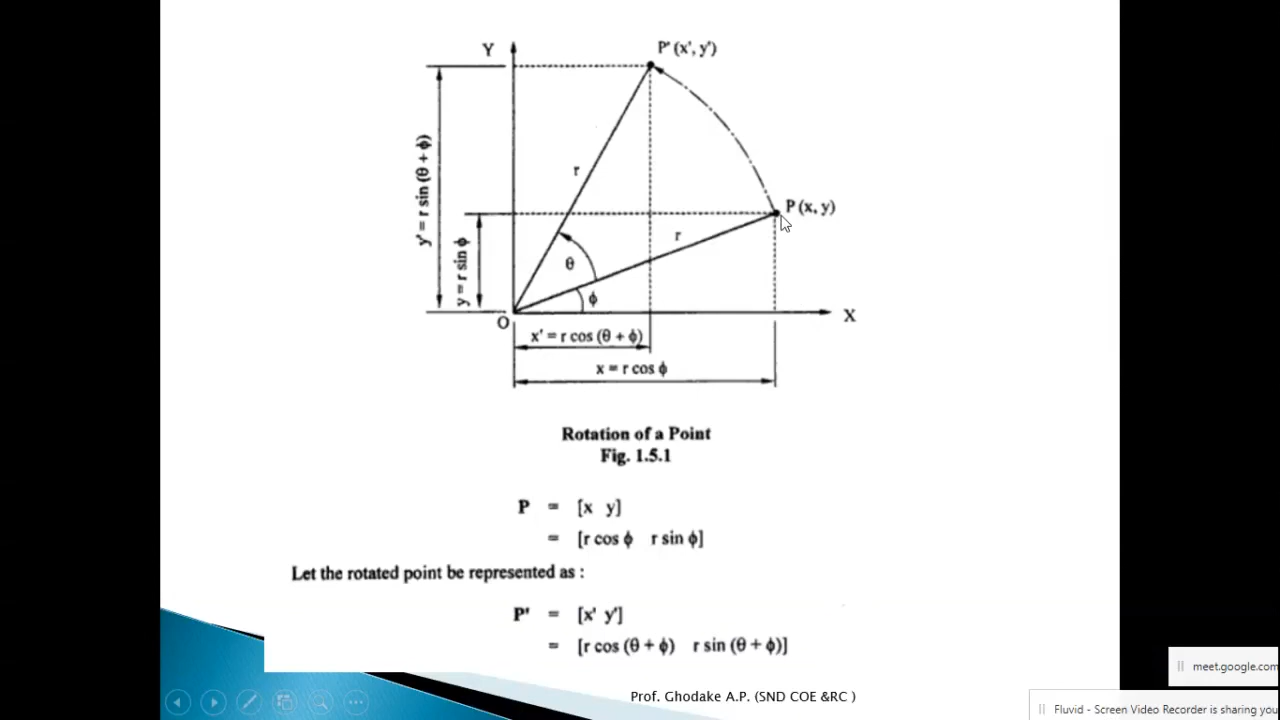 Y
P' (x', y')
y' = r sin (θ + ϕ)
r
P (x, y)
r
y = r sin ϕ
θ
ϕ
O
X
x' = r cos (θ + ϕ)
x = r cos ϕ
Rotation of a Point
Fig. 1.5.1
P = [x y]
= [r cos ϕ r sin ϕ]
Let the rotated point be represented as :
P' = [x' y']
= [r cos (θ + ϕ) r sin (θ + ϕ)]
Prof. Ghodake A.P. (SND COE &RC )
meet.google.com
Fluvid - Screen Video Recorder is sharing you